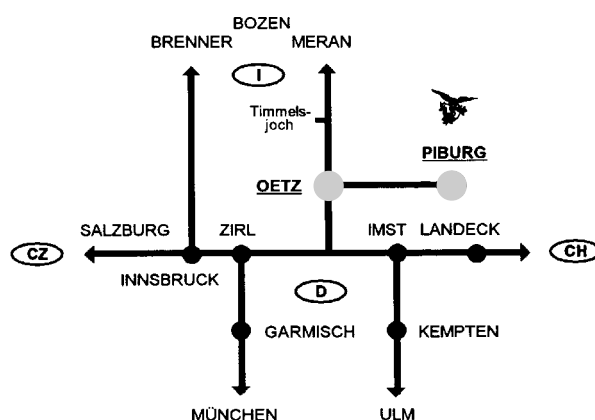 BOZEN
BRENNER MERAN
I
Timmels-
joch
PIBURG
OETZ
SALZBURG ZIRL IMST LANDECK
CZ CH
INNSBRUCK
D
GARMISCH KEMPTEN
MÜNCHEN ULM